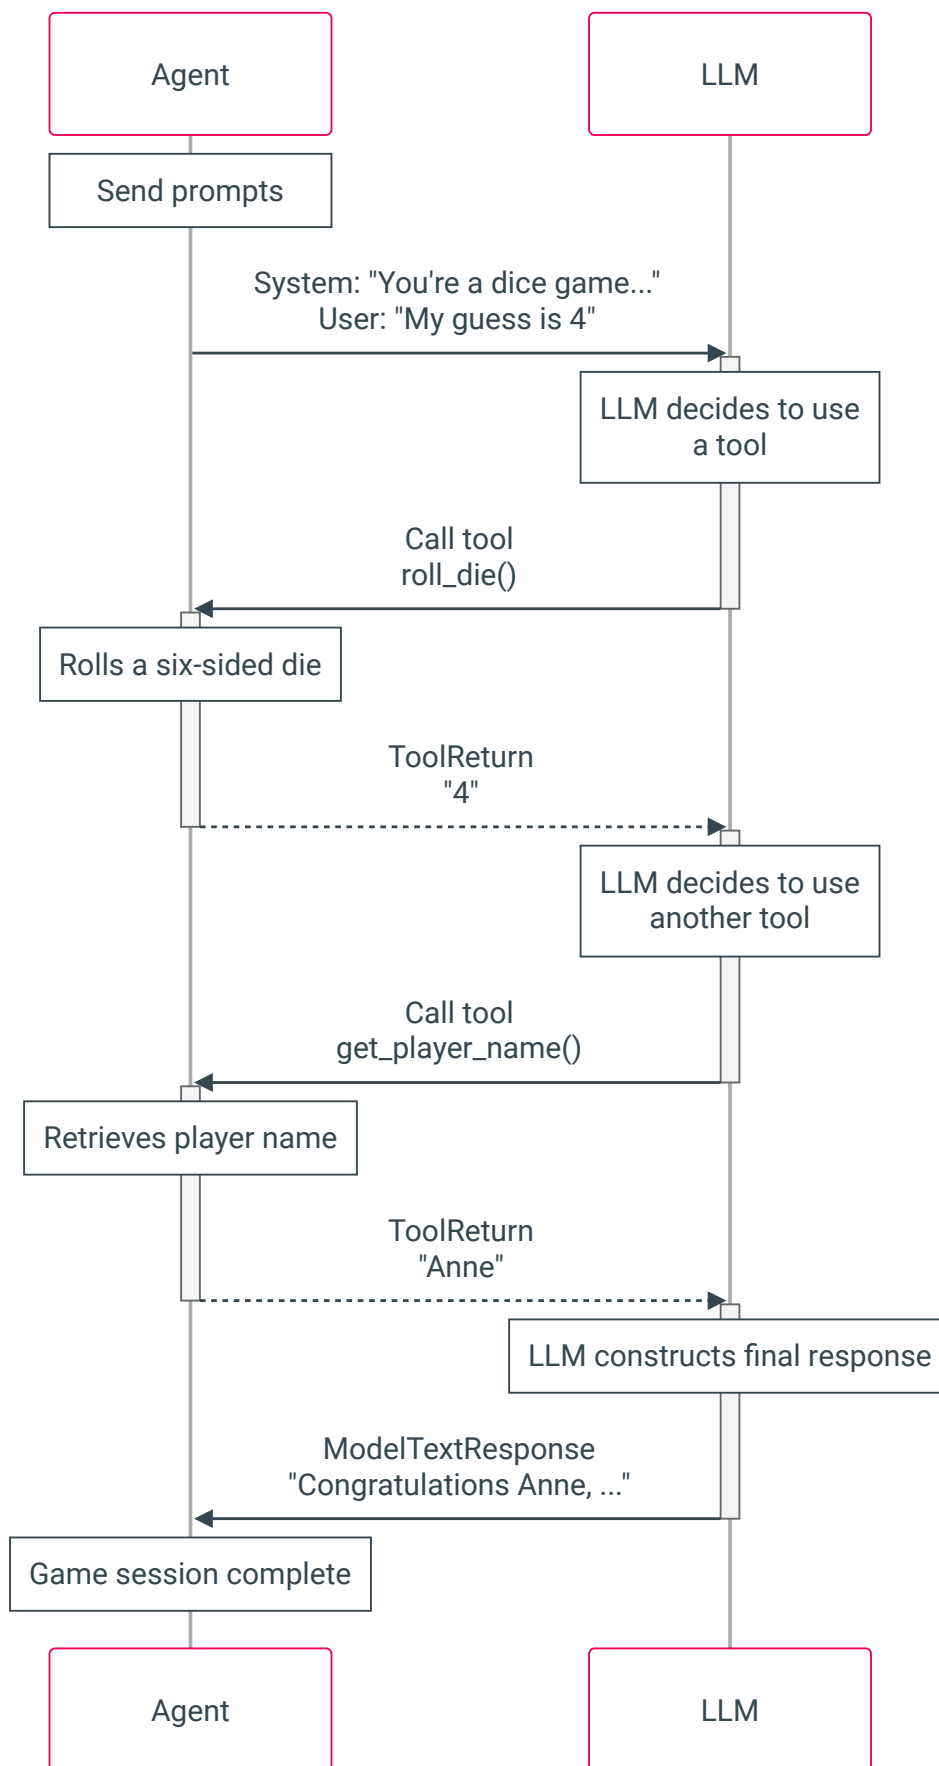 Agent
LLM
Send prompts
System: "You're a dice game..."
User: "My guess is 4"
LLM decides to use
a tool
Call tool
roll_die()
Rolls a six-sided die
ToolReturn
"4"
LLM decides to use
another tool
Call tool
get_player_name()
Retrieves player name
ToolReturn
"Anne"
LLM constructs final response
ModelTextResponse
"Congratulations Anne, ..."
Game session complete
Agent
LLM